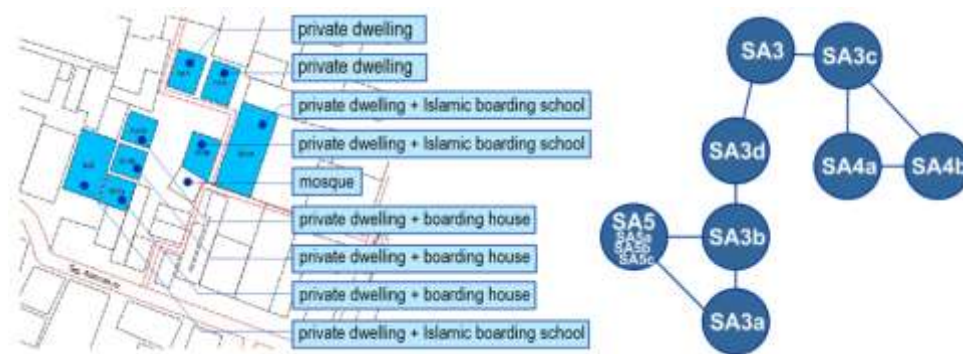 private dwelling
private dwelling
private dwelling + Islamic boarding school
private dwelling + Islamic boarding school
mosque
private dwelling + boarding house
private dwelling + boarding house
private dwelling + boarding house
private dwelling + Islamic boarding school
SA3
SA3c
SA3d
SA4a
SA4b
SA5
SA5a
SA5b
SA5c
SA3b
SA3a